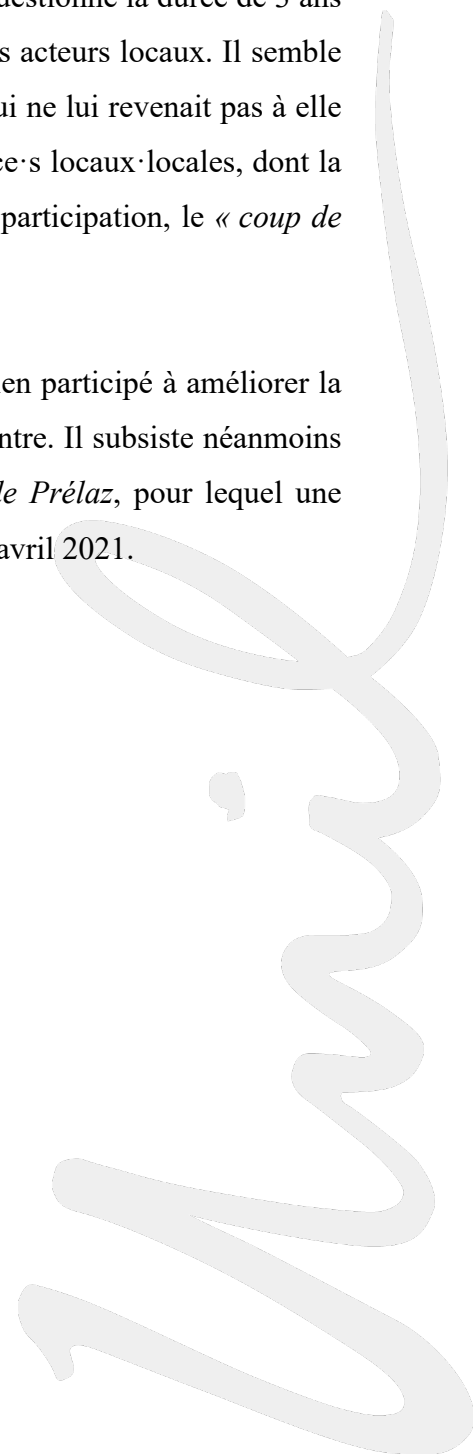 uestionne la durée de 3 ans
s acteurs locaux. Il semble
ui ne lui revenait pas à elle
ce·s locaux·locales, dont la
participation, le « coup de
en participé à améliorer la
ntre. Il subsiste néanmoins
le Prélaz, pour lequel une
avril 2021.
Unil